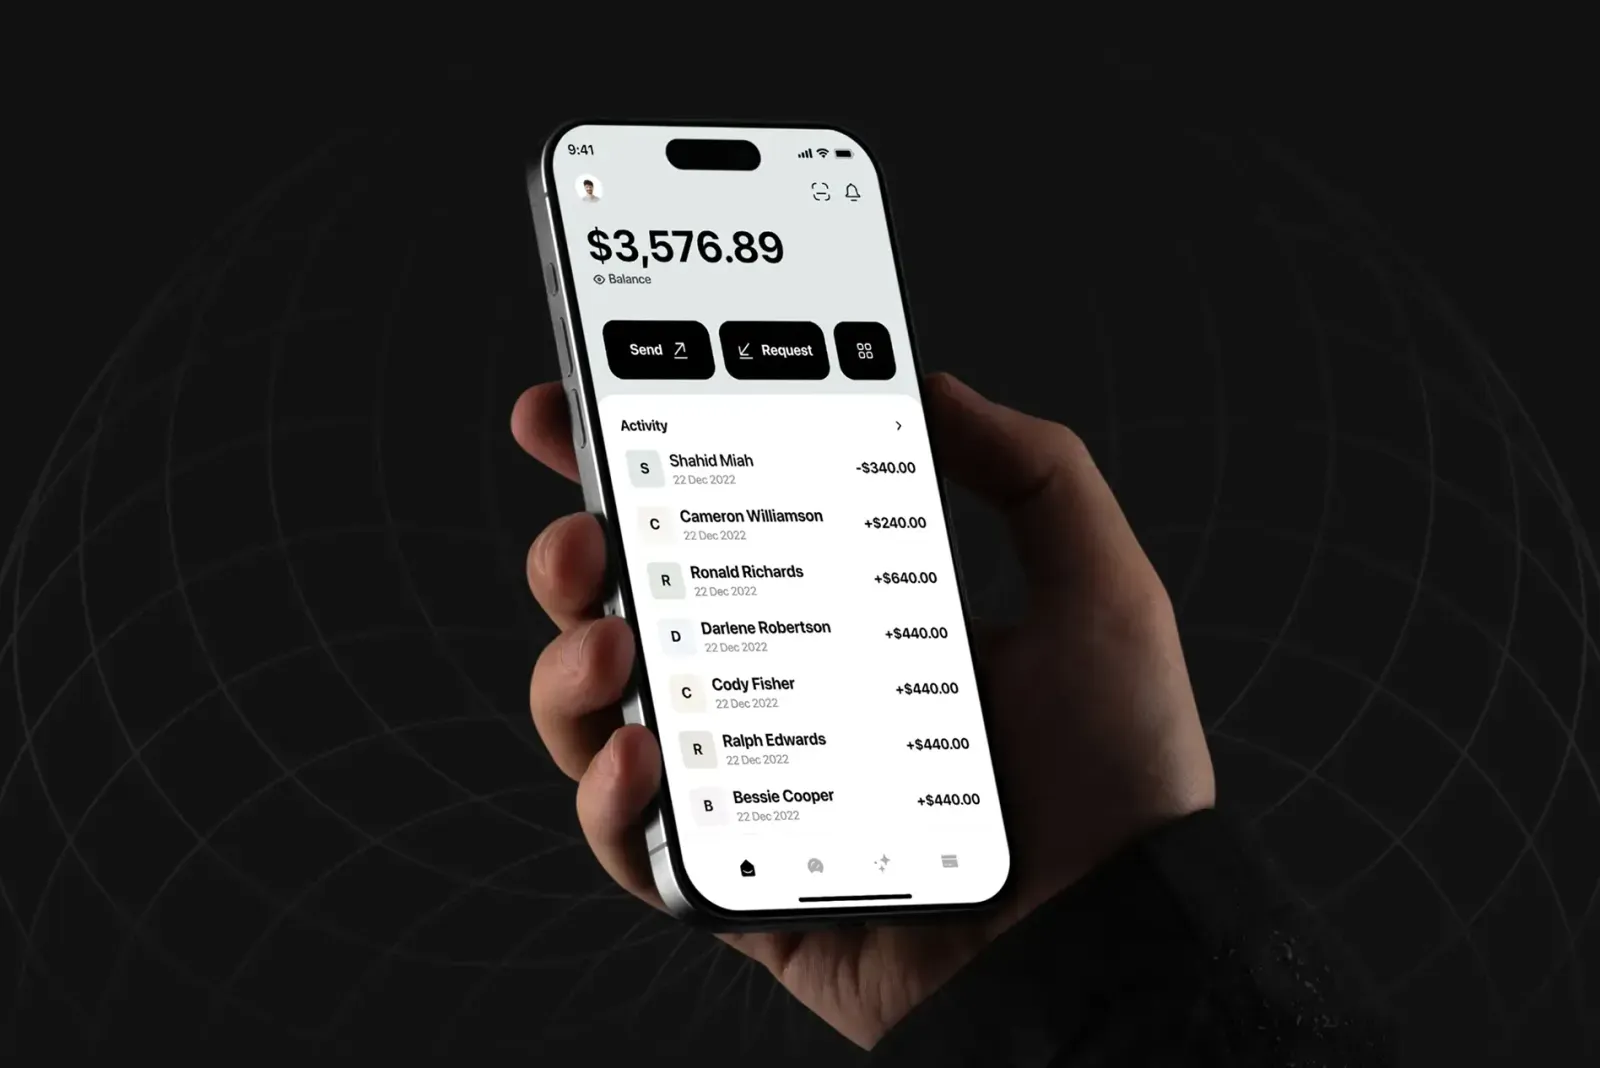 9:41
$3,576.89
Balance
Send
Request
Activity
S
Shahid Miah
-$340.00
22 Dec 2022
C
Cameron Williamson
+$240.00
22 Dec 2022
R
Ronald Richards
+$640.00
22 Dec 2022
D
Darlene Robertson
+$440.00
22 Dec 2022
C
Cody Fisher
+$440.00
22 Dec 2022
R
Ralph Edwards
+$440.00
22 Dec 2022
B
Bessie Cooper
+$440.00
22 Dec 2022